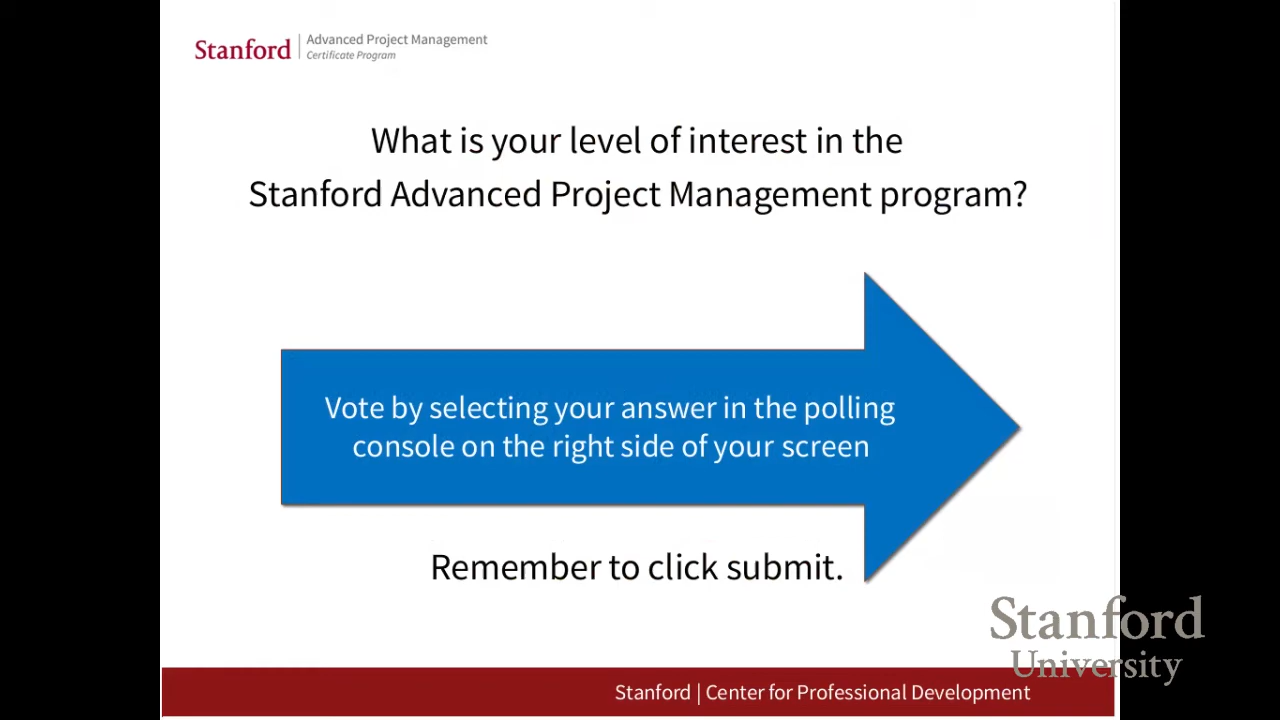 Stanford
Advanced Project Management
Certificate Program
What is your level of interest in the
Stanford Advanced Project Management program?
Vote by selecting your answer in the polling
console on the right side of your screen
Remember to click submit.
Stanford
University
Stanford | Center for Professional Development